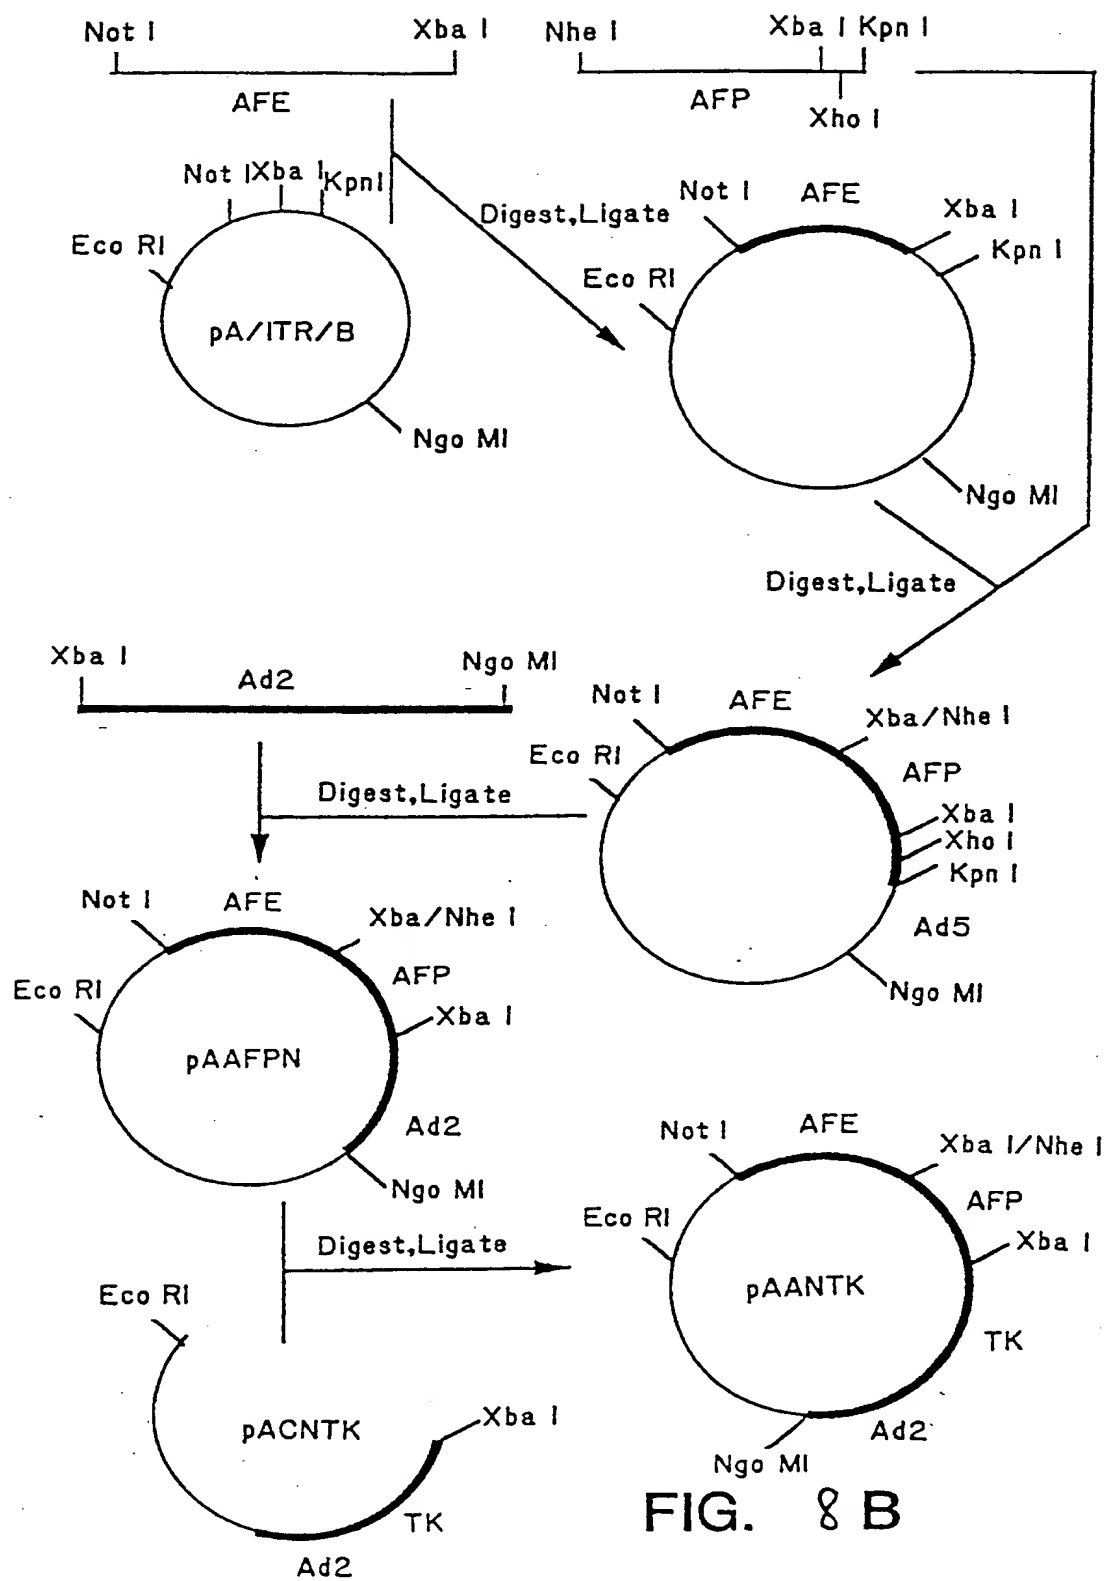 Not I
Xba I
AFE
Nhe I
Xba I Kpn I
AFP
Xho I
Not I Xba I KpnI
Eco RI
pA/ITR/B
Ngo MI
Digest,Ligate
Not I
AFE
Xba I
Kpn I
Eco RI
Ngo MI
Digest,Ligate
Xba I
Ad2
Ngo MI
Digest,Ligate
Not I
AFE
Xba/Nhe I
Eco RI
AFP
Xba I
Xho I
Kpn I
Ad5
Ngo MI
Not I
AFE
Xba/Nhe I
Eco RI
AFP
Xba I
pAAFPN
Ad2
Ngo MI
Digest,Ligate
Not I
AFE
Xba I/Nhe I
Eco RI
AFP
Xba I
pAANTK
TK
Ad2
Ngo MI
Eco RI
pACNTK
Xba I
TK
Ad2
FIG. 8B